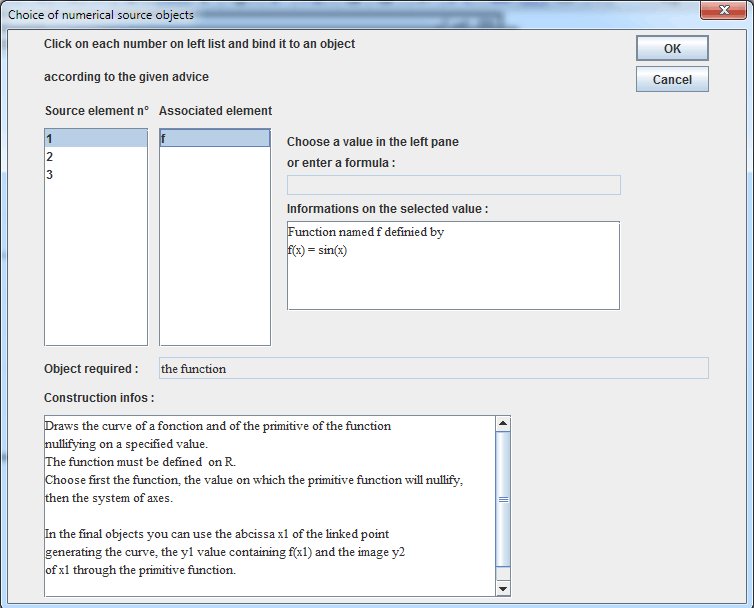 Choice of numerical source objects
Click on each number on left list and bind it to an object
OK
according to the given advice
Cancel
Source element n° Associated element
1
f
2
3
Choose a value in the left pane
or enter a formula :
Informations on the selected value :
Function named f definied by
f(x) = sin(x)
Object required :
the function
Construction infos :
Draws the curve of a fonction and of the primitive of the function
nullifying on a specified value.
The function must be defined on R.
Choose first the function, the value on which the primitive function will nullify,
then the system of axes.
In the final objects you can use the abcissa x1 of the linked point
generating the curve, the y1 value containing f(x1) and the image y2
of x1 through the primitive function.